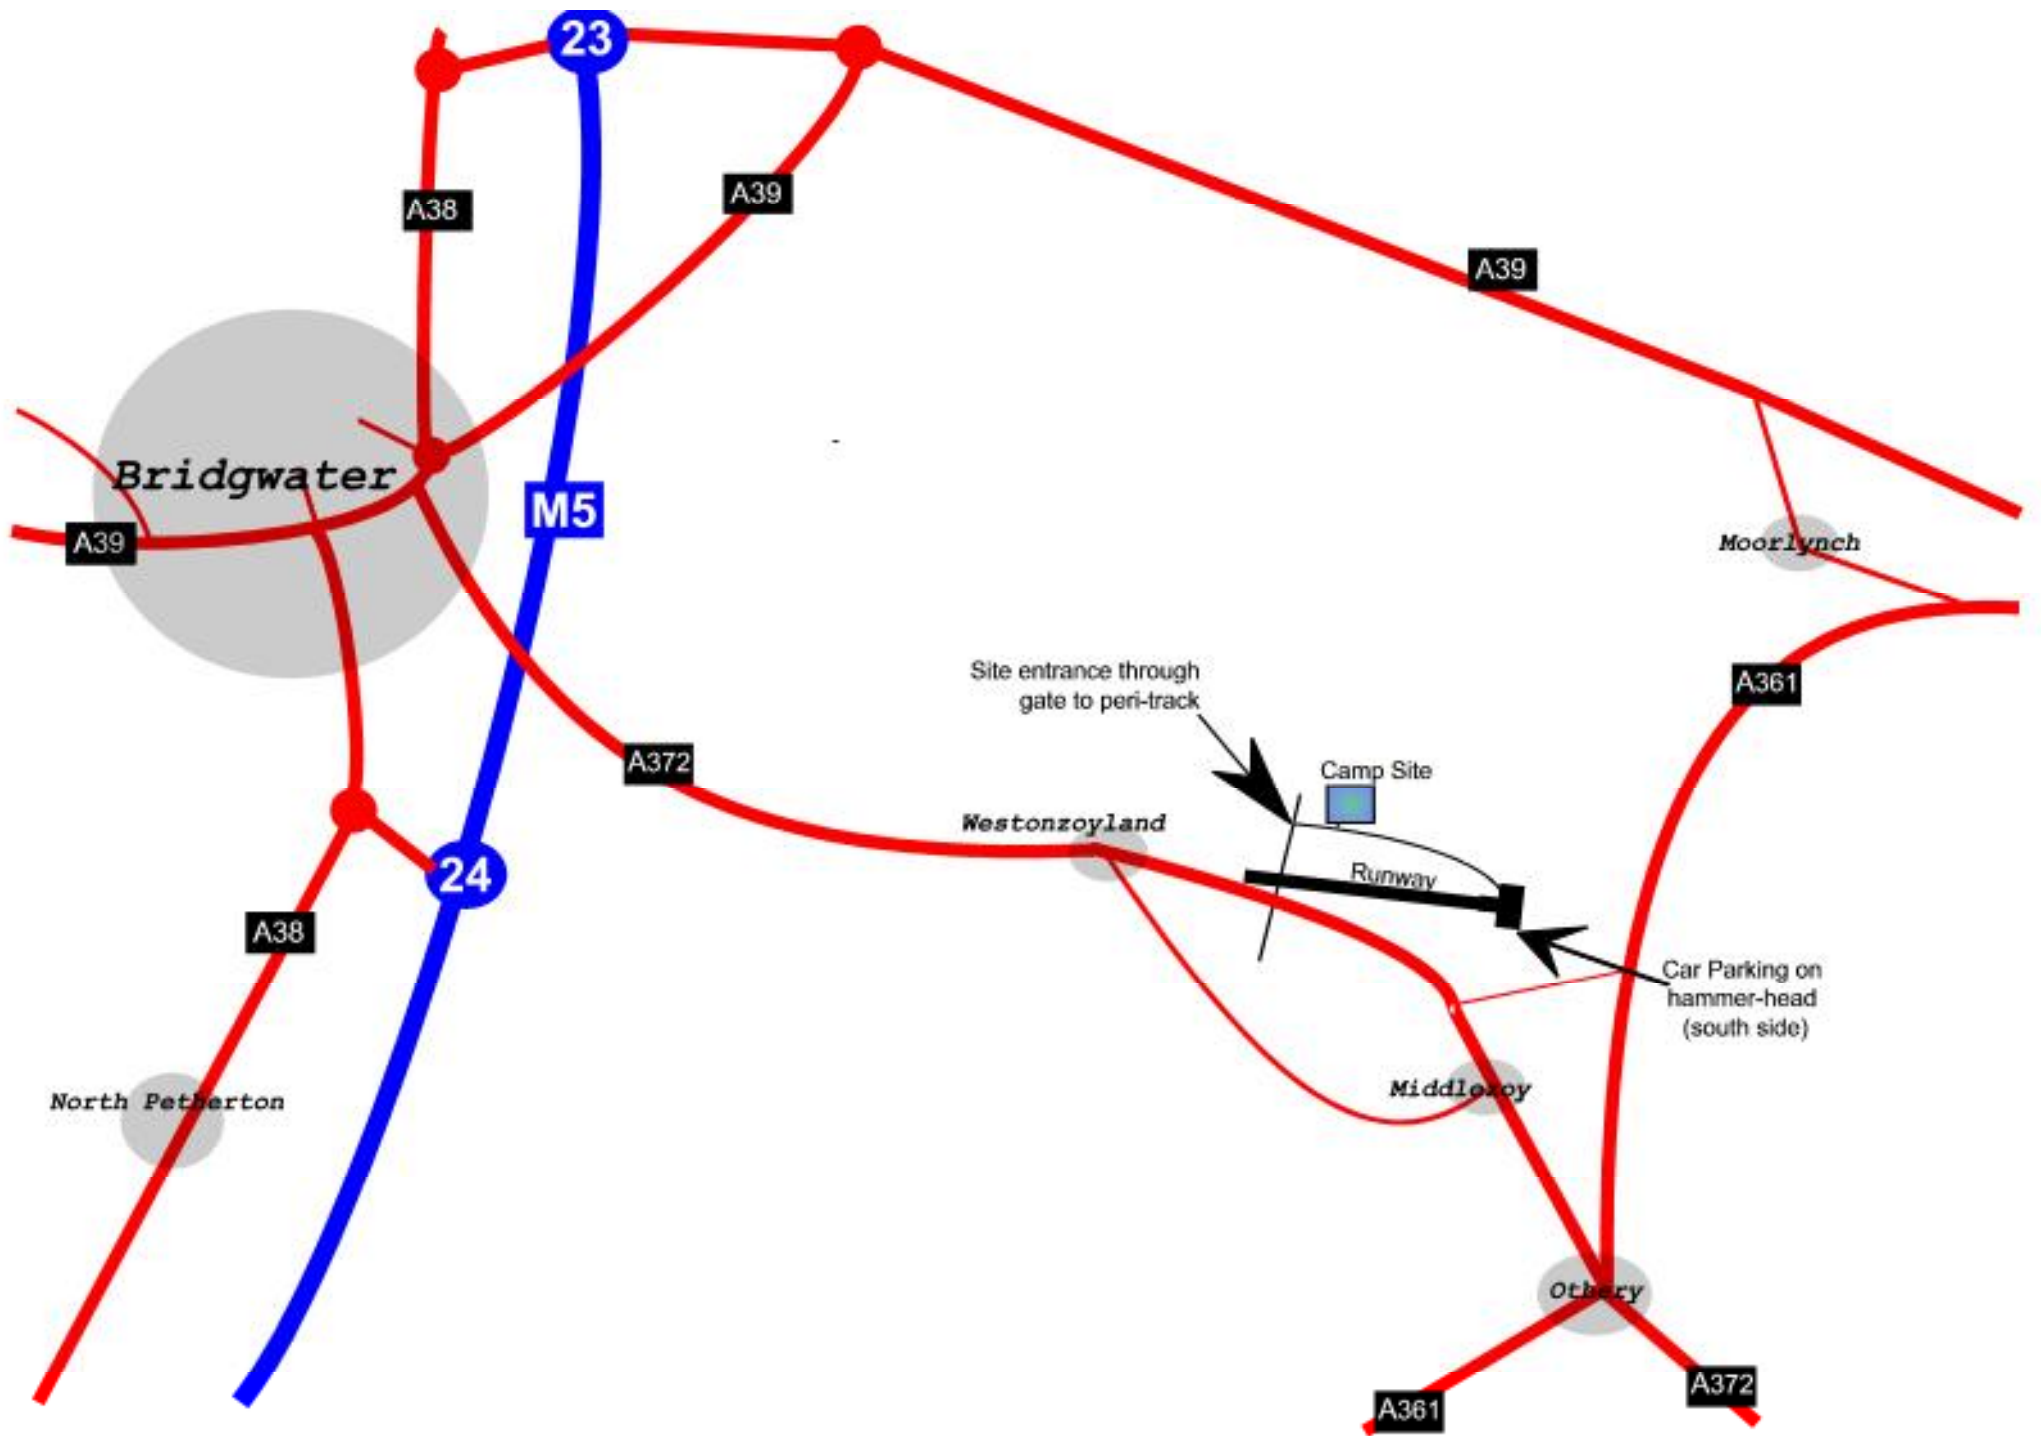 23
A38
A39
A39
Bridgwater
M5
A39
Moorlynch
Site entrance through
gate to peri-track
A361
A372
Camp Site
Westonzoyland
Runway
24
A38
Car Parking on
hammer-head
(south side)
Middlezoy
North Petherton
Othery
A372
A361